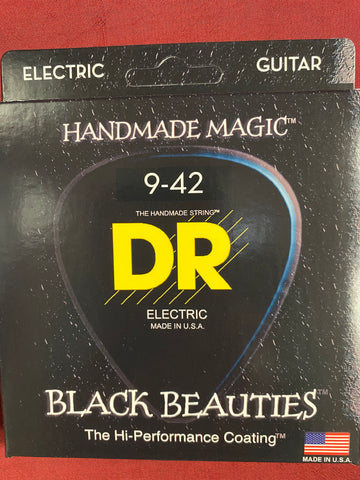 ELECTRIC GUITAR
HANDMADE MAGIC™
9-42
THE HANDMADE STRING™
DR
ELECTRIC
MADE IN U.S.A.
BLACK BEAUTIES™
The Hi-Performance Coating™
MADE IN U.S.A.